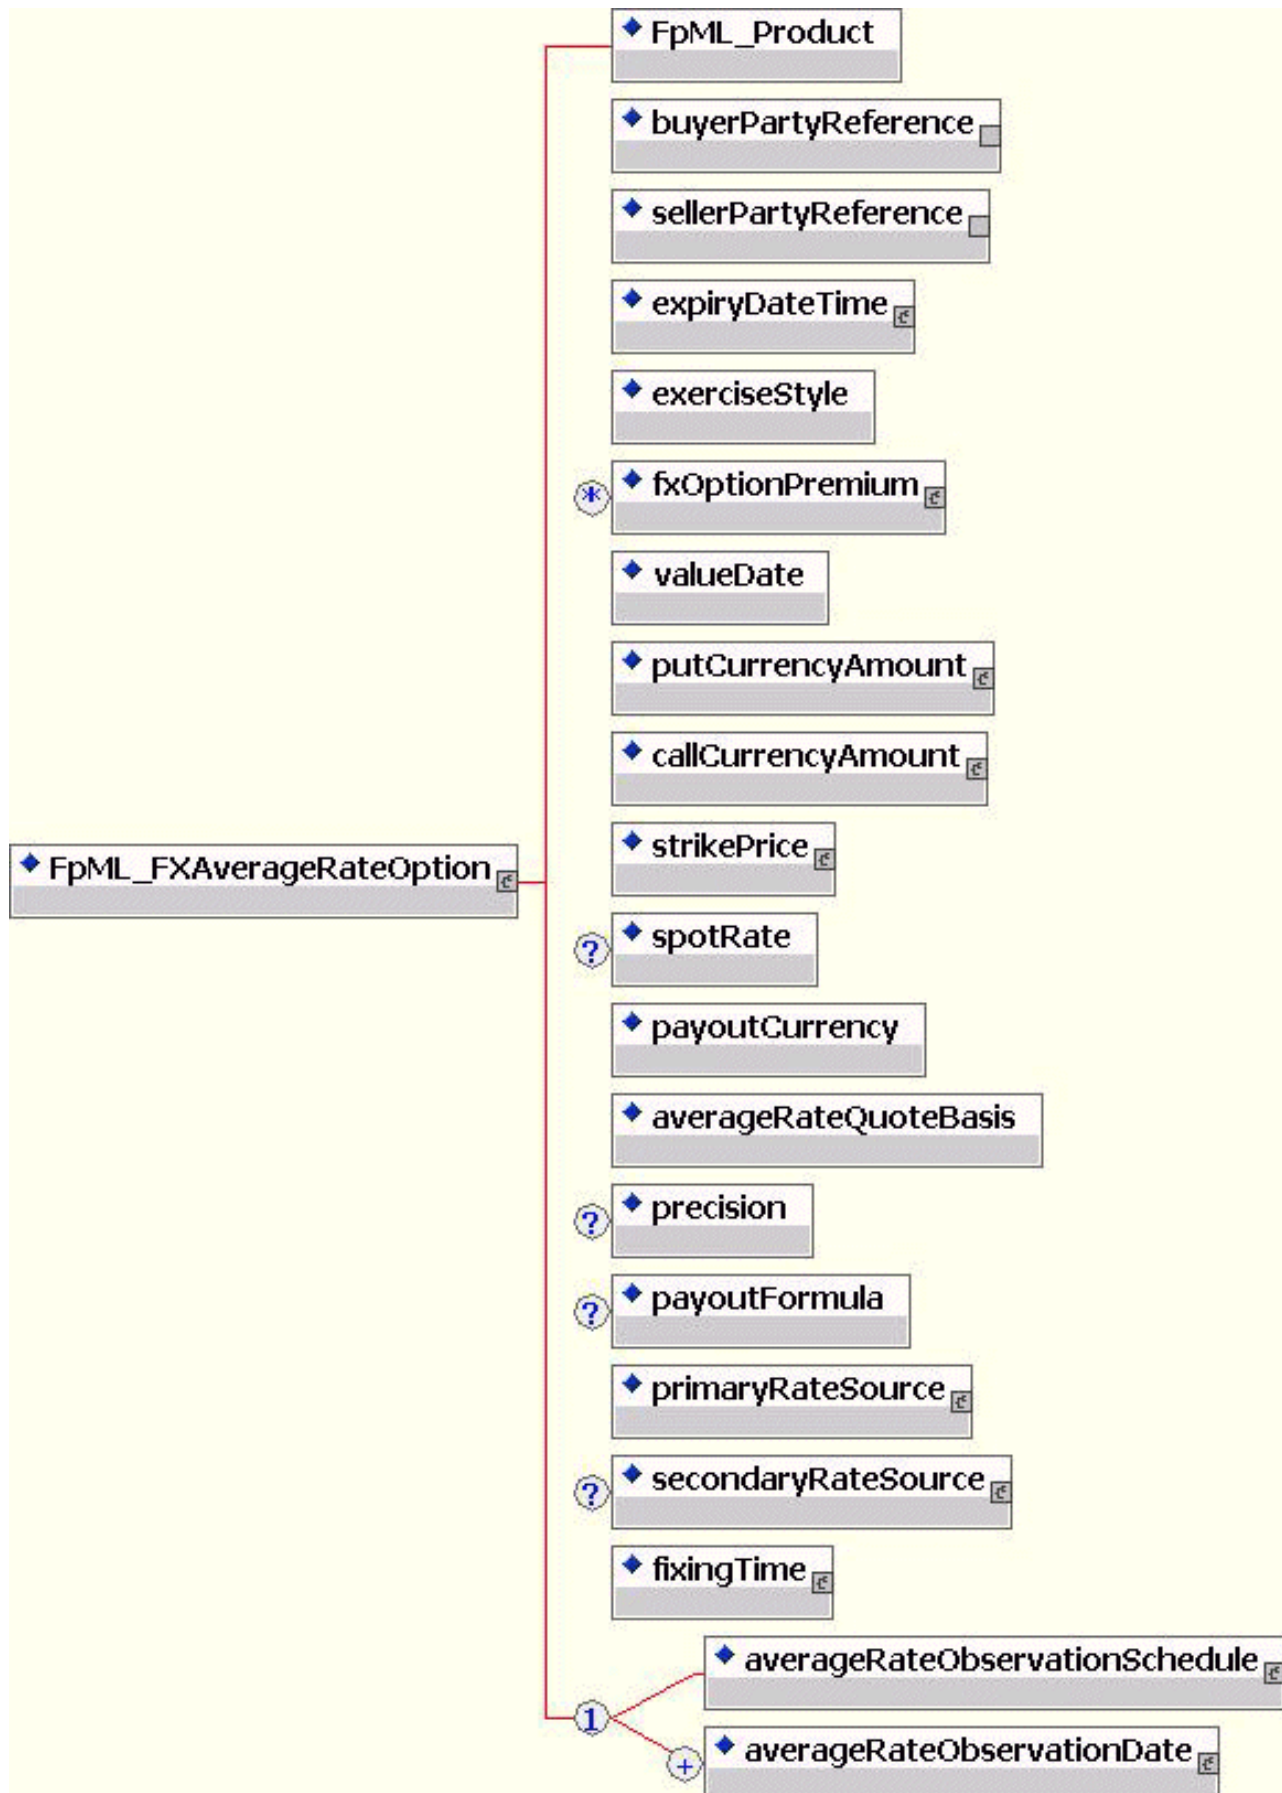 FpML_Product
buyerPartyReference
sellerPartyReference
expiryDateTime
exerciseStyle
* fxOptionPremium
valueDate
putCurrencyAmount
callCurrencyAmount
strikePrice
FpML_FXAverageRateOption
? spotRate
payoutCurrency
averageRateQuoteBasis
? precision
? payoutFormula
primaryRateSource
? secondaryRateSource
fixingTime
averageRateObservationSchedule
1
+ averageRateObservationDate